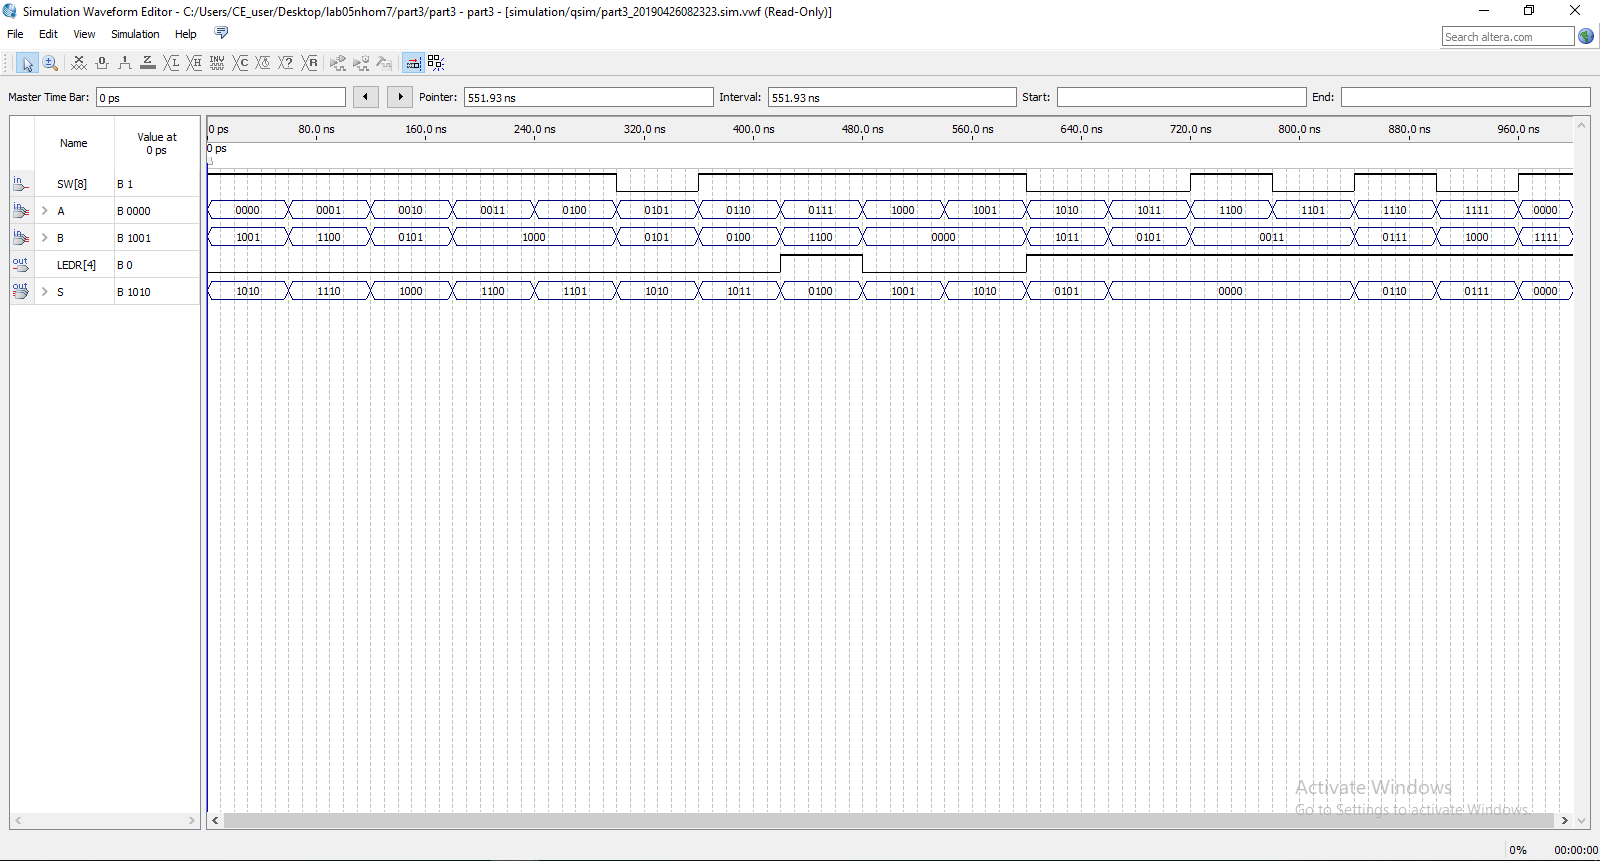 Simulation Waveform Editor - C:/Users/CE_user/Desktop/lab05nhom7/part3/part3 - part3 - [simulation/qsim/part3_20190426082323.sim.vwf (Read-Only)]
File Edit View Simulation Help
Search altera.com
Master Time Bar: 0 ps Pointer: 551.93 ns Interval: 551.93 ns Start: End:
Name Value at 0 ps
0 ps 80.0 ns 160.0 ns 240.0 ns 320.0 ns 400.0 ns 480.0 ns 560.0 ns 640.0 ns 720.0 ns 800.0 ns 880.0 ns 960.0 ns
0 ps
in SW[8] B 1
in A B 0000 0000 0001 0010 0011 0100 0101 0110 0111 1000 1001 1010 1011 1100 1101 1110 1111 0000
in B B 1001 1001 1100 0101 1000 0101 0100 1100 0000 1011 0101 0011 0111 1000 1111
out LEDR[4] B 0
out S B 1010 1010 1110 1000 1100 1101 1010 1011 0100 1001 1010 0101 0000 0110 0111 0000
Activate Windows
Go to Settings to activate Windows.
0% 00:00:00